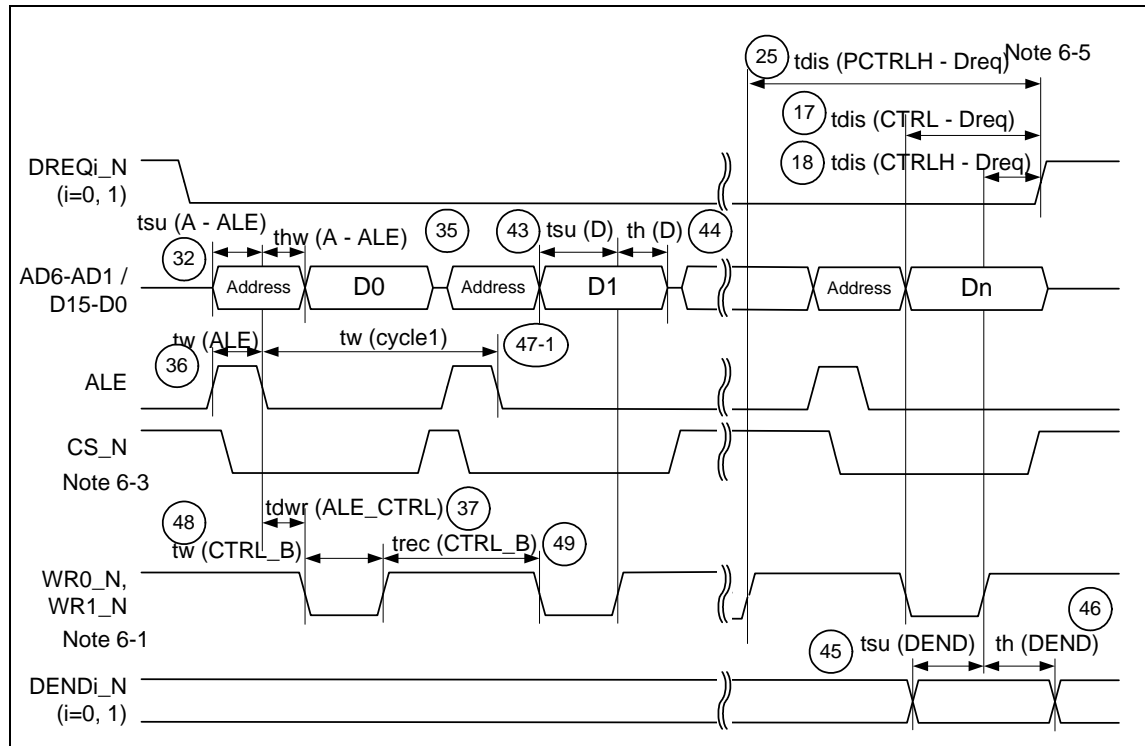 25 tdis (PCTRLH - Dreq) Note 6-5
17 tdis (CTRL - Dreq)
18 tdis (CTRLH - Dreq)
DREQi_N
(i=0, 1)
tsu (A - ALE)
32 thw (A - ALE) 35 43 tsu (D) th (D) 44
AD6-AD1 /
D15-D0
Address D0 Address D1 Address Dn
tw (ALE) tw (cycle1) 47-1
36
ALE
CS_N
Note 6-3
48 tdwr (ALE_CTRL) 37
tw (CTRL_B) trec (CTRL_B) 49
WR0_N,
WR1_N
Note 6-1
46
45 tsu (DEND) th (DEND)
DENDi_N
(i=0, 1)